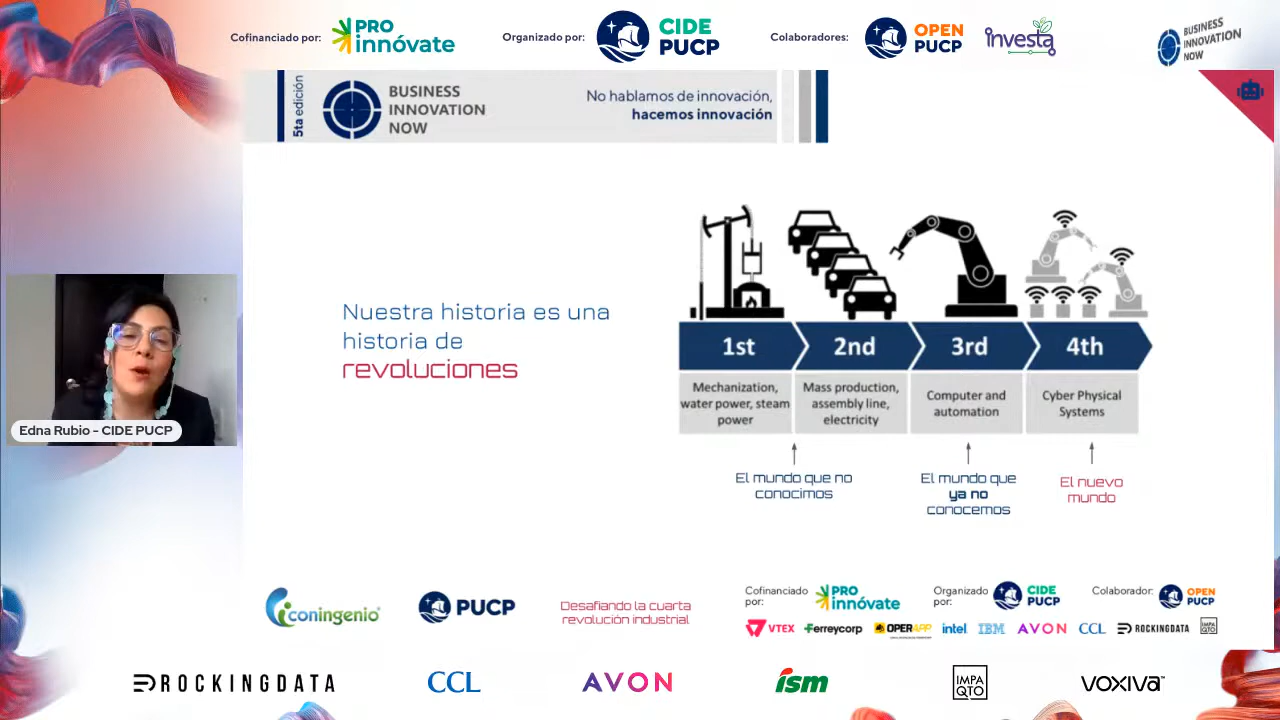 Cofinanciado por:
PRO
innóvate
Organizado por:
CIDE
PUCP
Colaboradores:
OPEN
PUCP
investa
BUSINESS
INNOVATION
NOW
5ta edición
BUSINESS
INNOVATION
NOW
No hablamos de innovación,
hacemos innovación
Nuestra historia es una
historia de
revoluciones
1st
2nd
3rd
4th
Mechanization,
water power, steam
power
Mass production,
assembly line,
electricity
Computer and
automation
Cyber Physical
Systems
El mundo que no
conocimos
El mundo que
ya no
conocemos
El nuevo
mundo
Edna Rubio - CIDE PUCP
coningenio
PUCP
Desafiando la cuarta
revolución industrial
Cofinanciado
por:
PRO
innóvate
Organizado
por:
CIDE
PUCP
Colaborador:
OPEN
PUCP
VTEX
Ferreycorp
OPERAPP
intel
IBM
AVON
CCL
ROCKINGDATA
IMPA
QTO
ROCKINGDATA
CCL
AVON
ism
IMPA
QTO
VOXIVA